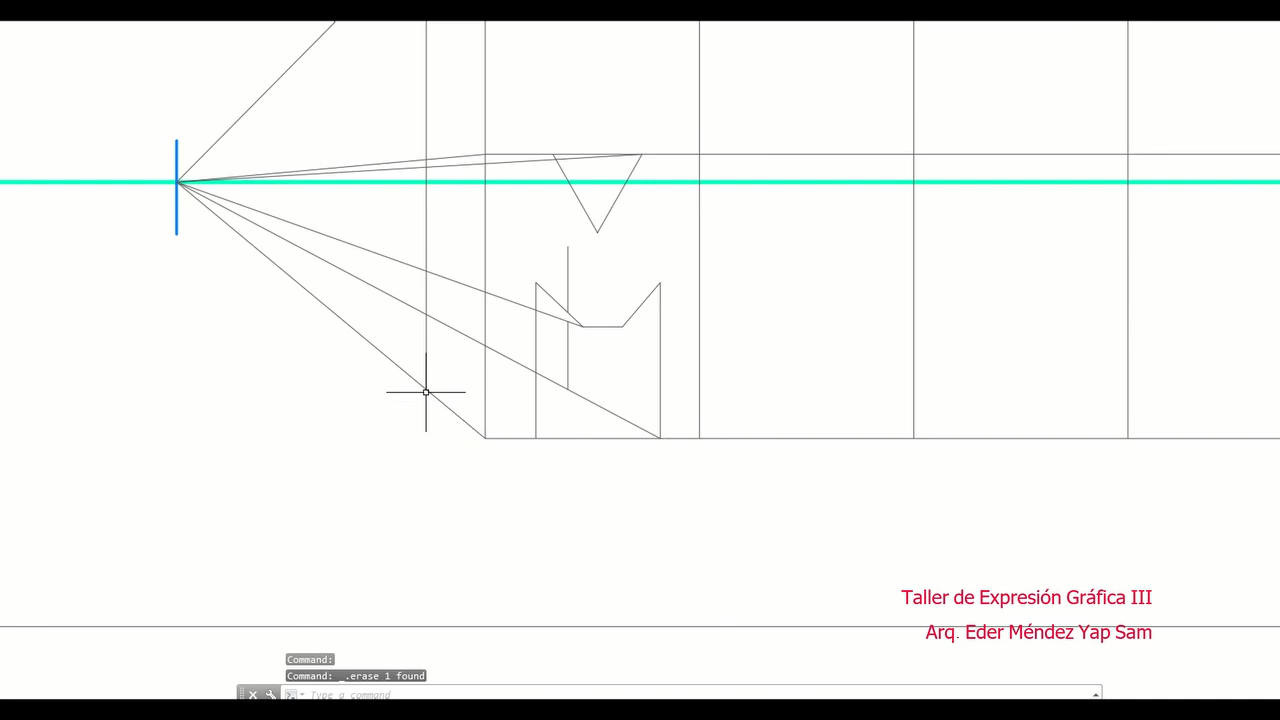 Taller de Expresión Gráfica III
Arq. Eder Méndez Yap Sam
Command:
Command: _.erase 1 found
Type a command